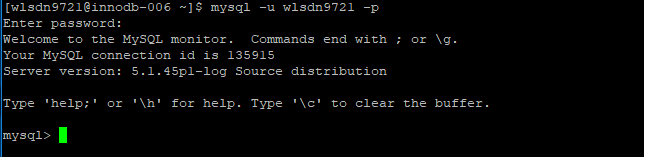 [wlsdn9721@innodb-006 ~]$ mysql -u wlsdn9721 -p
Enter password:
Welcome to the MySQL monitor.  Commands end with ; or \g.
Your MySQL connection id is 135915
Server version: 5.1.45p1-log Source distribution

Type 'help;' or '\h' for help. Type '\c' to clear the buffer.

mysql>